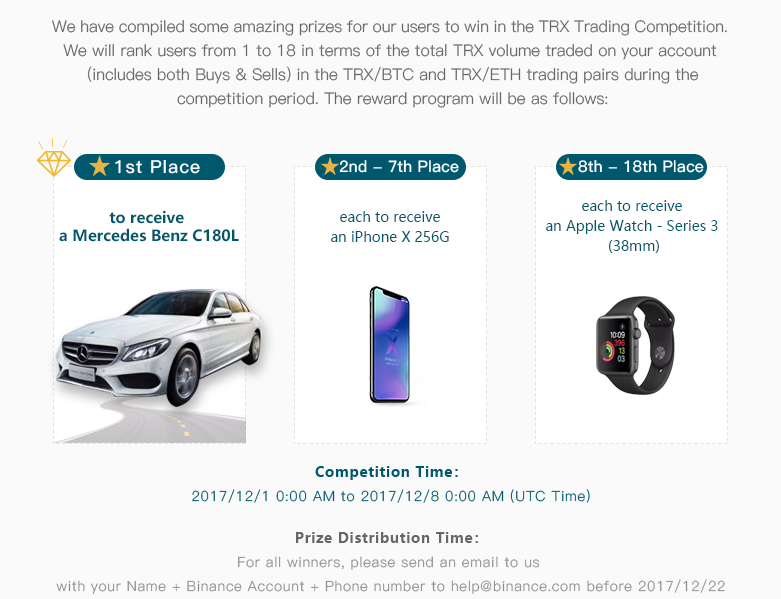 We have compiled some amazing prizes for our users to win in the TRX Trading Competition.
We will rank users from 1 to 18 in terms of the total TRX volume traded on your account
(includes both Buys & Sells) in the TRX/BTC and TRX/ETH trading pairs during the
competition period. The reward program will be as follows:
1st Place
to receive
a Mercedes Benz C180L
2nd – 7th Place
each to receive
an iPhone X 256G
8th – 18th Place
each to receive
an Apple Watch - Series 3
(38mm)
10:09
396
13
03
Competition Time:
2017/12/1 0:00 AM to 2017/12/8 0:00 AM (UTC Time)
Prize Distribution Time:
For all winners, please send an email to us
with your Name + Binance Account + Phone number to help@binance.com before 2017/12/22